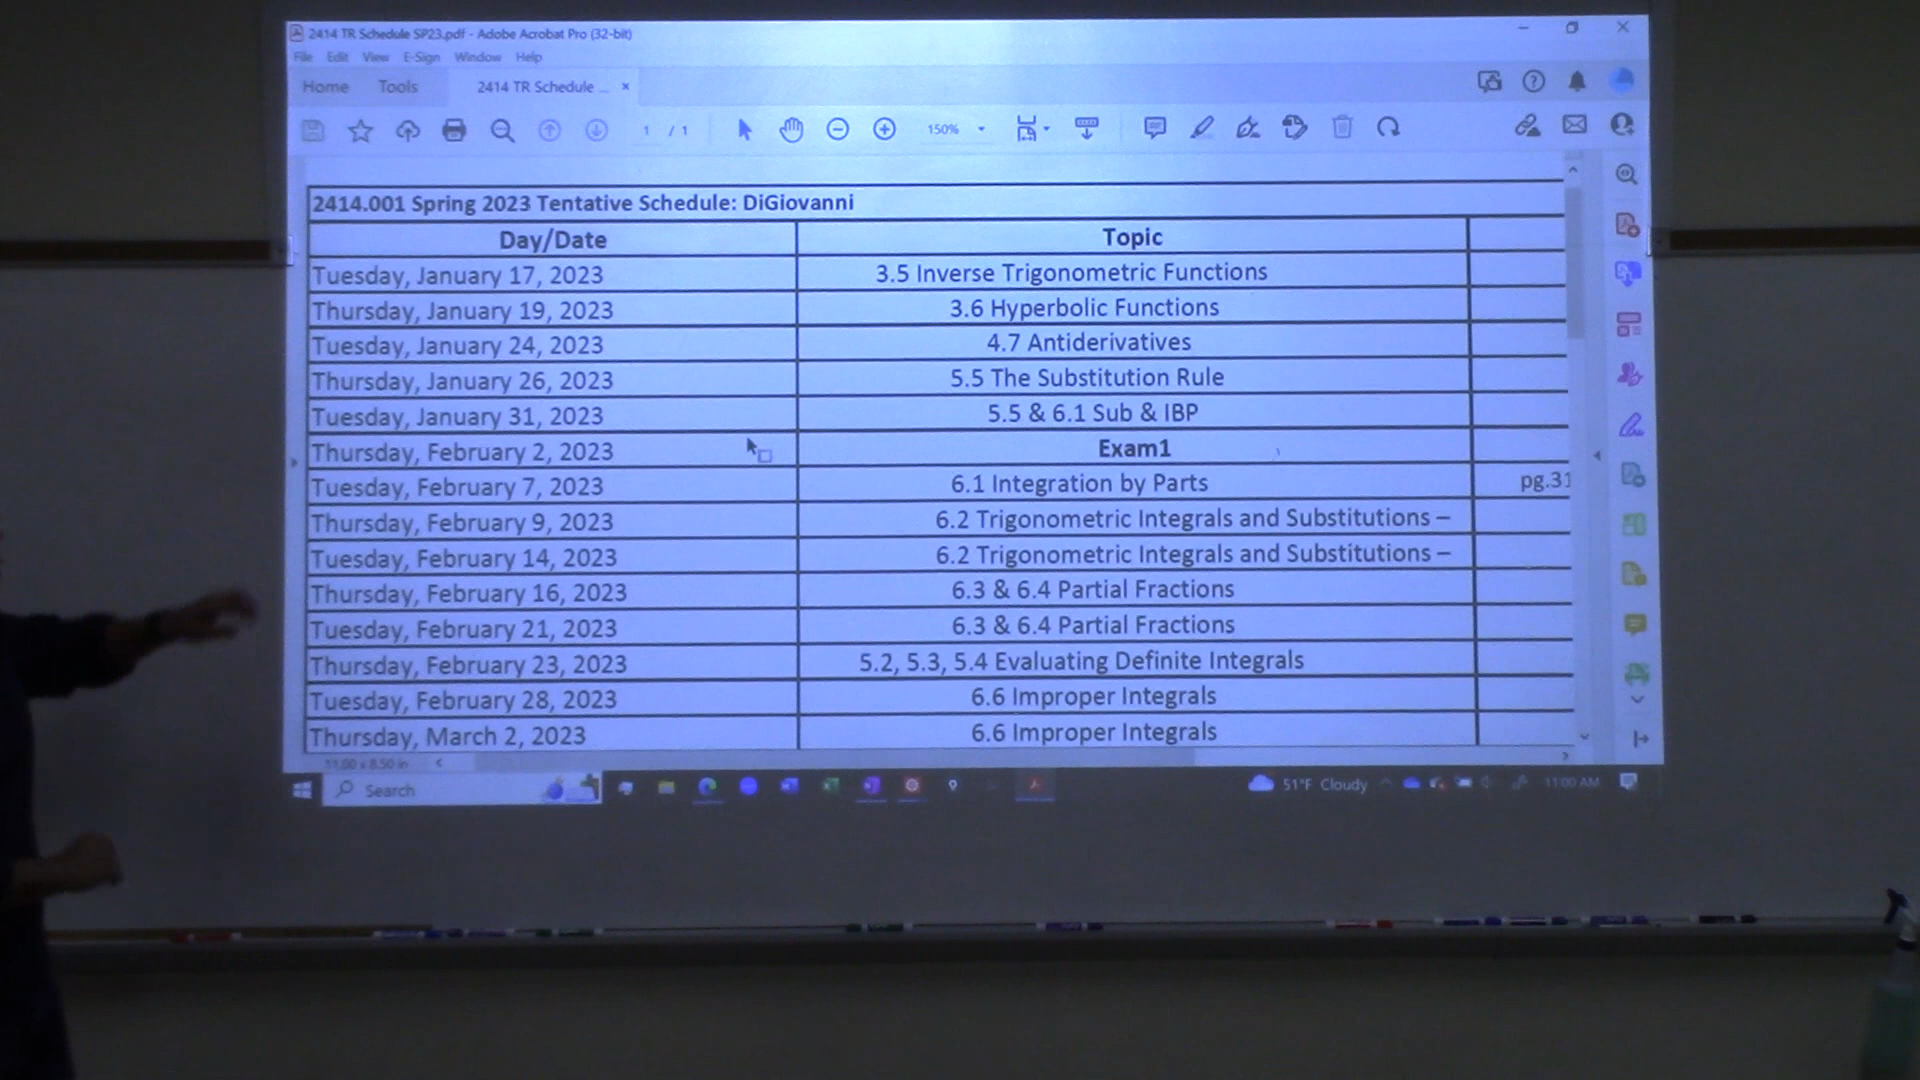 2414 TR Schedule SP23.pdf - Adobe Acrobat Pro (32-bit)
File Edit View E-Sign Window Help
Home Tools 2414 TR Schedule ... ×
1 / 1 150%
2414.001 Spring 2023 Tentative Schedule: DiGiovanni
Day/Date Topic
Tuesday, January 17, 2023 3.5 Inverse Trigonometric Functions
Thursday, January 19, 2023 3.6 Hyperbolic Functions
Tuesday, January 24, 2023 4.7 Antiderivatives
Thursday, January 26, 2023 5.5 The Substitution Rule
Tuesday, January 31, 2023 5.5 & 6.1 Sub & IBP
Thursday, February 2, 2023 Exam1
Tuesday, February 7, 2023 6.1 Integration by Parts pg.31
Thursday, February 9, 2023 6.2 Trigonometric Integrals and Substitutions –
Tuesday, February 14, 2023 6.2 Trigonometric Integrals and Substitutions –
Thursday, February 16, 2023 6.3 & 6.4 Partial Fractions
Tuesday, February 21, 2023 6.3 & 6.4 Partial Fractions
Thursday, February 23, 2023 5.2, 5.3, 5.4 Evaluating Definite Integrals
Tuesday, February 28, 2023 6.6 Improper Integrals
Thursday, March 2, 2023 6.6 Improper Integrals
11.00 x 8.50 in
Search 51°F Cloudy 11:00 AM